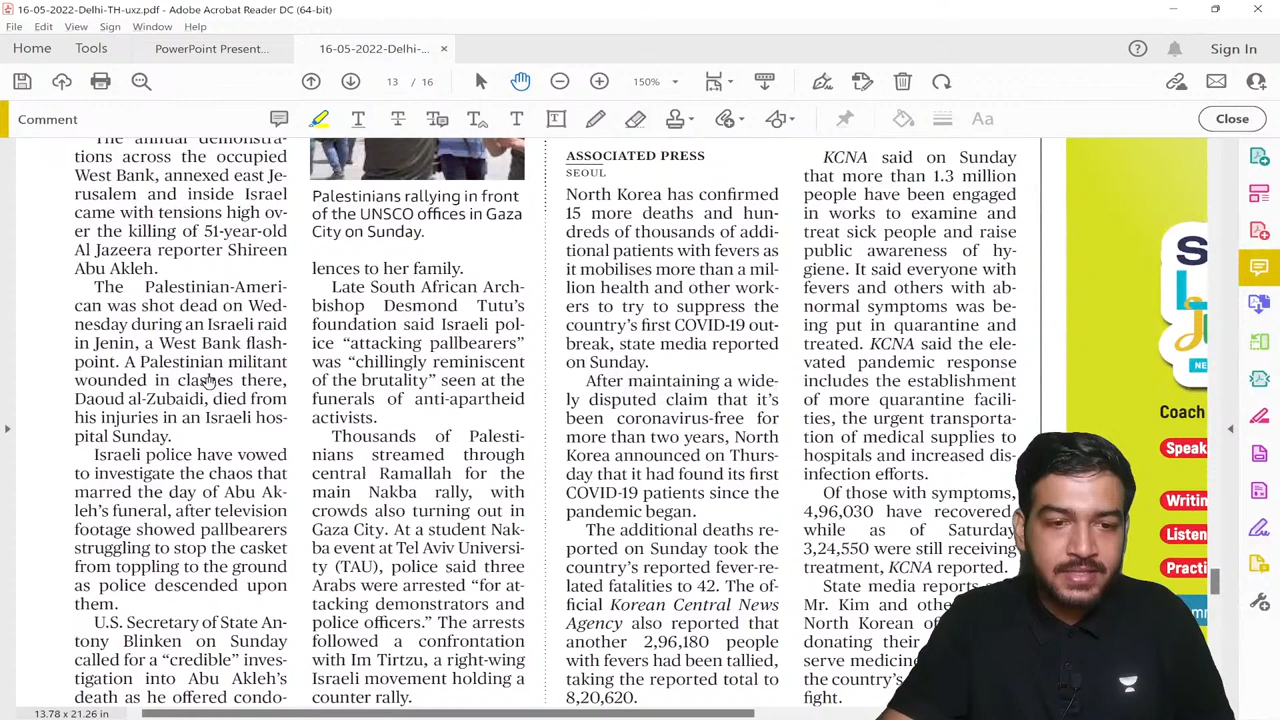 16-05-2022-Delhi-TH-uxz.pdf - Adobe Acrobat Reader DC (64-bit)
File Edit View Sign Window Help
Home Tools PowerPoint Present... 16-05-2022-Delhi-... × Sign In
13 / 16 150%
Comment Close
The annual demonstra-
tions across the occupied
West Bank, annexed east Je-
rusalem and inside Israel
came with tensions high ov-
er the killing of 51-year-old
Al Jazeera reporter Shireen
Abu Akleh.
The Palestinian-Ameri-
can was shot dead on Wed-
nesday during an Israeli raid
in Jenin, a West Bank flash-
point. A Palestinian militant
wounded in clashes there,
Daoud al-Zubaidi, died from
his injuries in an Israeli hos-
pital Sunday.
Israeli police have vowed
to investigate the chaos that
marred the day of Abu Ak-
leh's funeral, after television
footage showed pallbearers
struggling to stop the casket
from toppling to the ground
as police descended upon
them.
U.S. Secretary of State An-
tony Blinken on Sunday
called for a “credible” inves-
tigation into Abu Akleh's
death as he offered condo-
Palestinians rallying in front
of the UNSCO offices in Gaza
City on Sunday.
lences to her family.
Late South African Arch-
bishop Desmond Tutu's
foundation said Israeli pol-
ice “attacking pallbearers”
was “chillingly reminiscent
of the brutality” seen at the
funerals of anti-apartheid
activists.
Thousands of Palesti-
nians streamed through
central Ramallah for the
main Nakba rally, with
crowds also turning out in
Gaza City. At a student Nak-
ba event at Tel Aviv Universi-
ty (TAU), police said three
Arabs were arrested “for at-
tacking demonstrators and
police officers.” The arrests
followed a confrontation
with Im Tirtzu, a right-wing
Israeli movement holding a
counter rally.
ASSOCIATED PRESS
SEOUL
North Korea has confirmed
15 more deaths and hun-
dreds of thousands of addi-
tional patients with fevers as
it mobilises more than a mil-
lion health and other work-
ers to try to suppress the
country's first COVID-19 out-
break, state media reported
on Sunday.
After maintaining a wide-
ly disputed claim that it's
been coronavirus-free for
more than two years, North
Korea announced on Thurs-
day that it had found its first
COVID-19 patients since the
pandemic began.
The additional deaths re-
ported on Sunday took the
country's reported fever-re-
lated fatalities to 42. The of-
ficial Korean Central News
Agency also reported that
another 2,96,180 people
with fevers had been tallied,
taking the reported total to
8,20,620.
KCNA said on Sunday
that more than 1.3 million
people have been engaged
in works to examine and
treat sick people and raise
public awareness of hy-
giene. It said everyone with
fevers and others with ab-
normal symptoms was be-
ing put in quarantine and
treated. KCNA said the ele-
vated pandemic response
includes the establishment
of more quarantine facili-
ties, the urgent transporta-
tion of medical supplies to
hospitals and increased dis-
infection efforts.
Of those with symptoms,
4,96,030 have recovered,
while as of Saturday
3,24,550 were still receiving
treatment, KCNA reported.
State media reports
Mr. Kim and othe
North Korean of
donating their
serve medicin
the country's
fight.
Coach
Speak
Writin
Listen
Practi
13.78 x 21.26 in